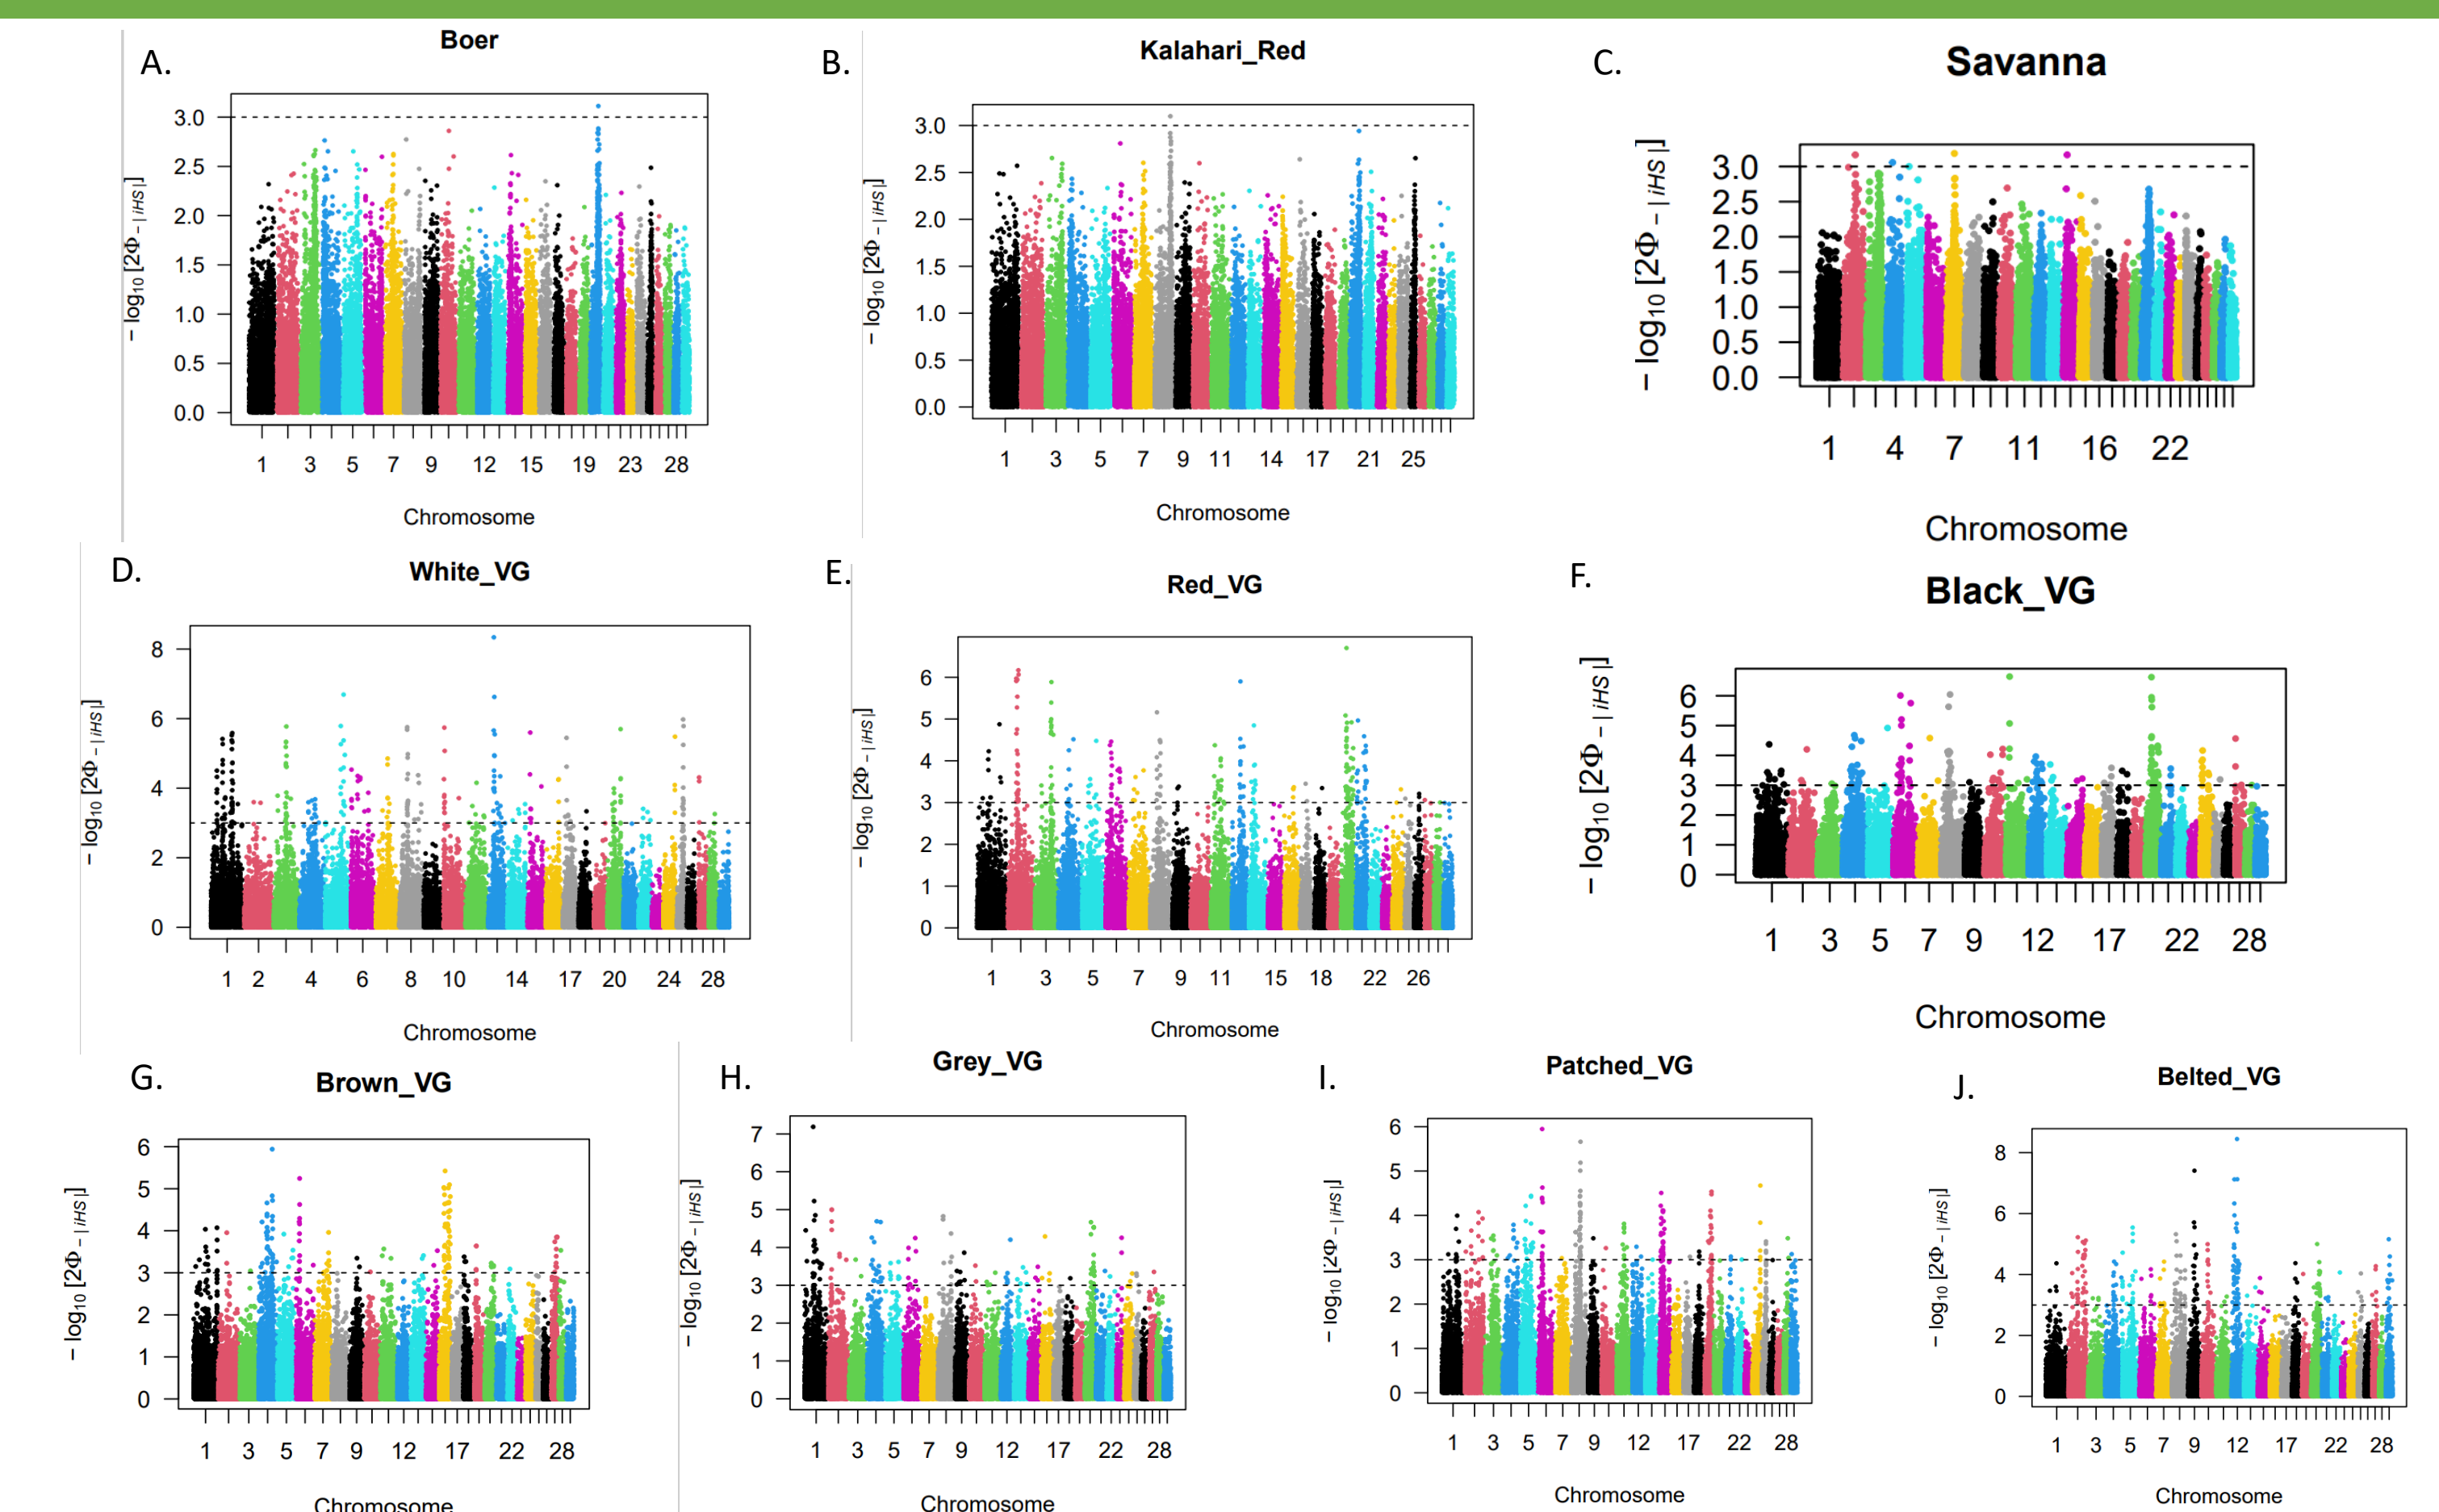 A.
Boer
− log10 [2Φ − | iHS |]
3.0
2.5
2.0
1.5
1.0
0.5
0.0
1 3 5 7 9 12 15 19 23 28
Chromosome
B.
Kalahari_Red
− log10 [2Φ − | iHS |]
3.0
2.5
2.0
1.5
1.0
0.5
0.0
1 3 5 7 9 11 14 17 21 25
Chromosome
C.
Savanna
− log10 [2Φ − | iHS |]
3.0
2.5
2.0
1.5
1.0
0.5
0.0
1 4 7 11 16 22
Chromosome
D.
White_VG
− log10 [2Φ − | iHS |]
8
6
4
2
0
1 2 4 6 8 10 14 17 20 24 28
Chromosome
E.
Red_VG
− log10 [2Φ − | iHS |]
6
5
4
3
2
1
0
1 3 5 7 9 11 15 18 22 26
Chromosome
F.
Black_VG
− log10 [2Φ − | iHS |]
6
5
4
3
2
1
0
1 3 5 7 9 12 17 22 28
Chromosome
G.
Brown_VG
− log10 [2Φ − | iHS |]
6
5
4
3
2
1
0
1 3 5 7 9 12 17 22 28
Chromosome
H.
Grey_VG
− log10 [2Φ − | iHS |]
7
6
5
4
3
2
1
0
1 3 5 7 9 12 17 22 28
Chromosome
I.
Patched_VG
− log10 [2Φ − | iHS |]
6
5
4
3
2
1
0
1 3 5 7 9 12 17 22 28
Chromosome
J.
Belted_VG
− log10 [2Φ − | iHS |]
8
6
4
2
0
1 3 5 7 9 12 17 22 28
Chromosome